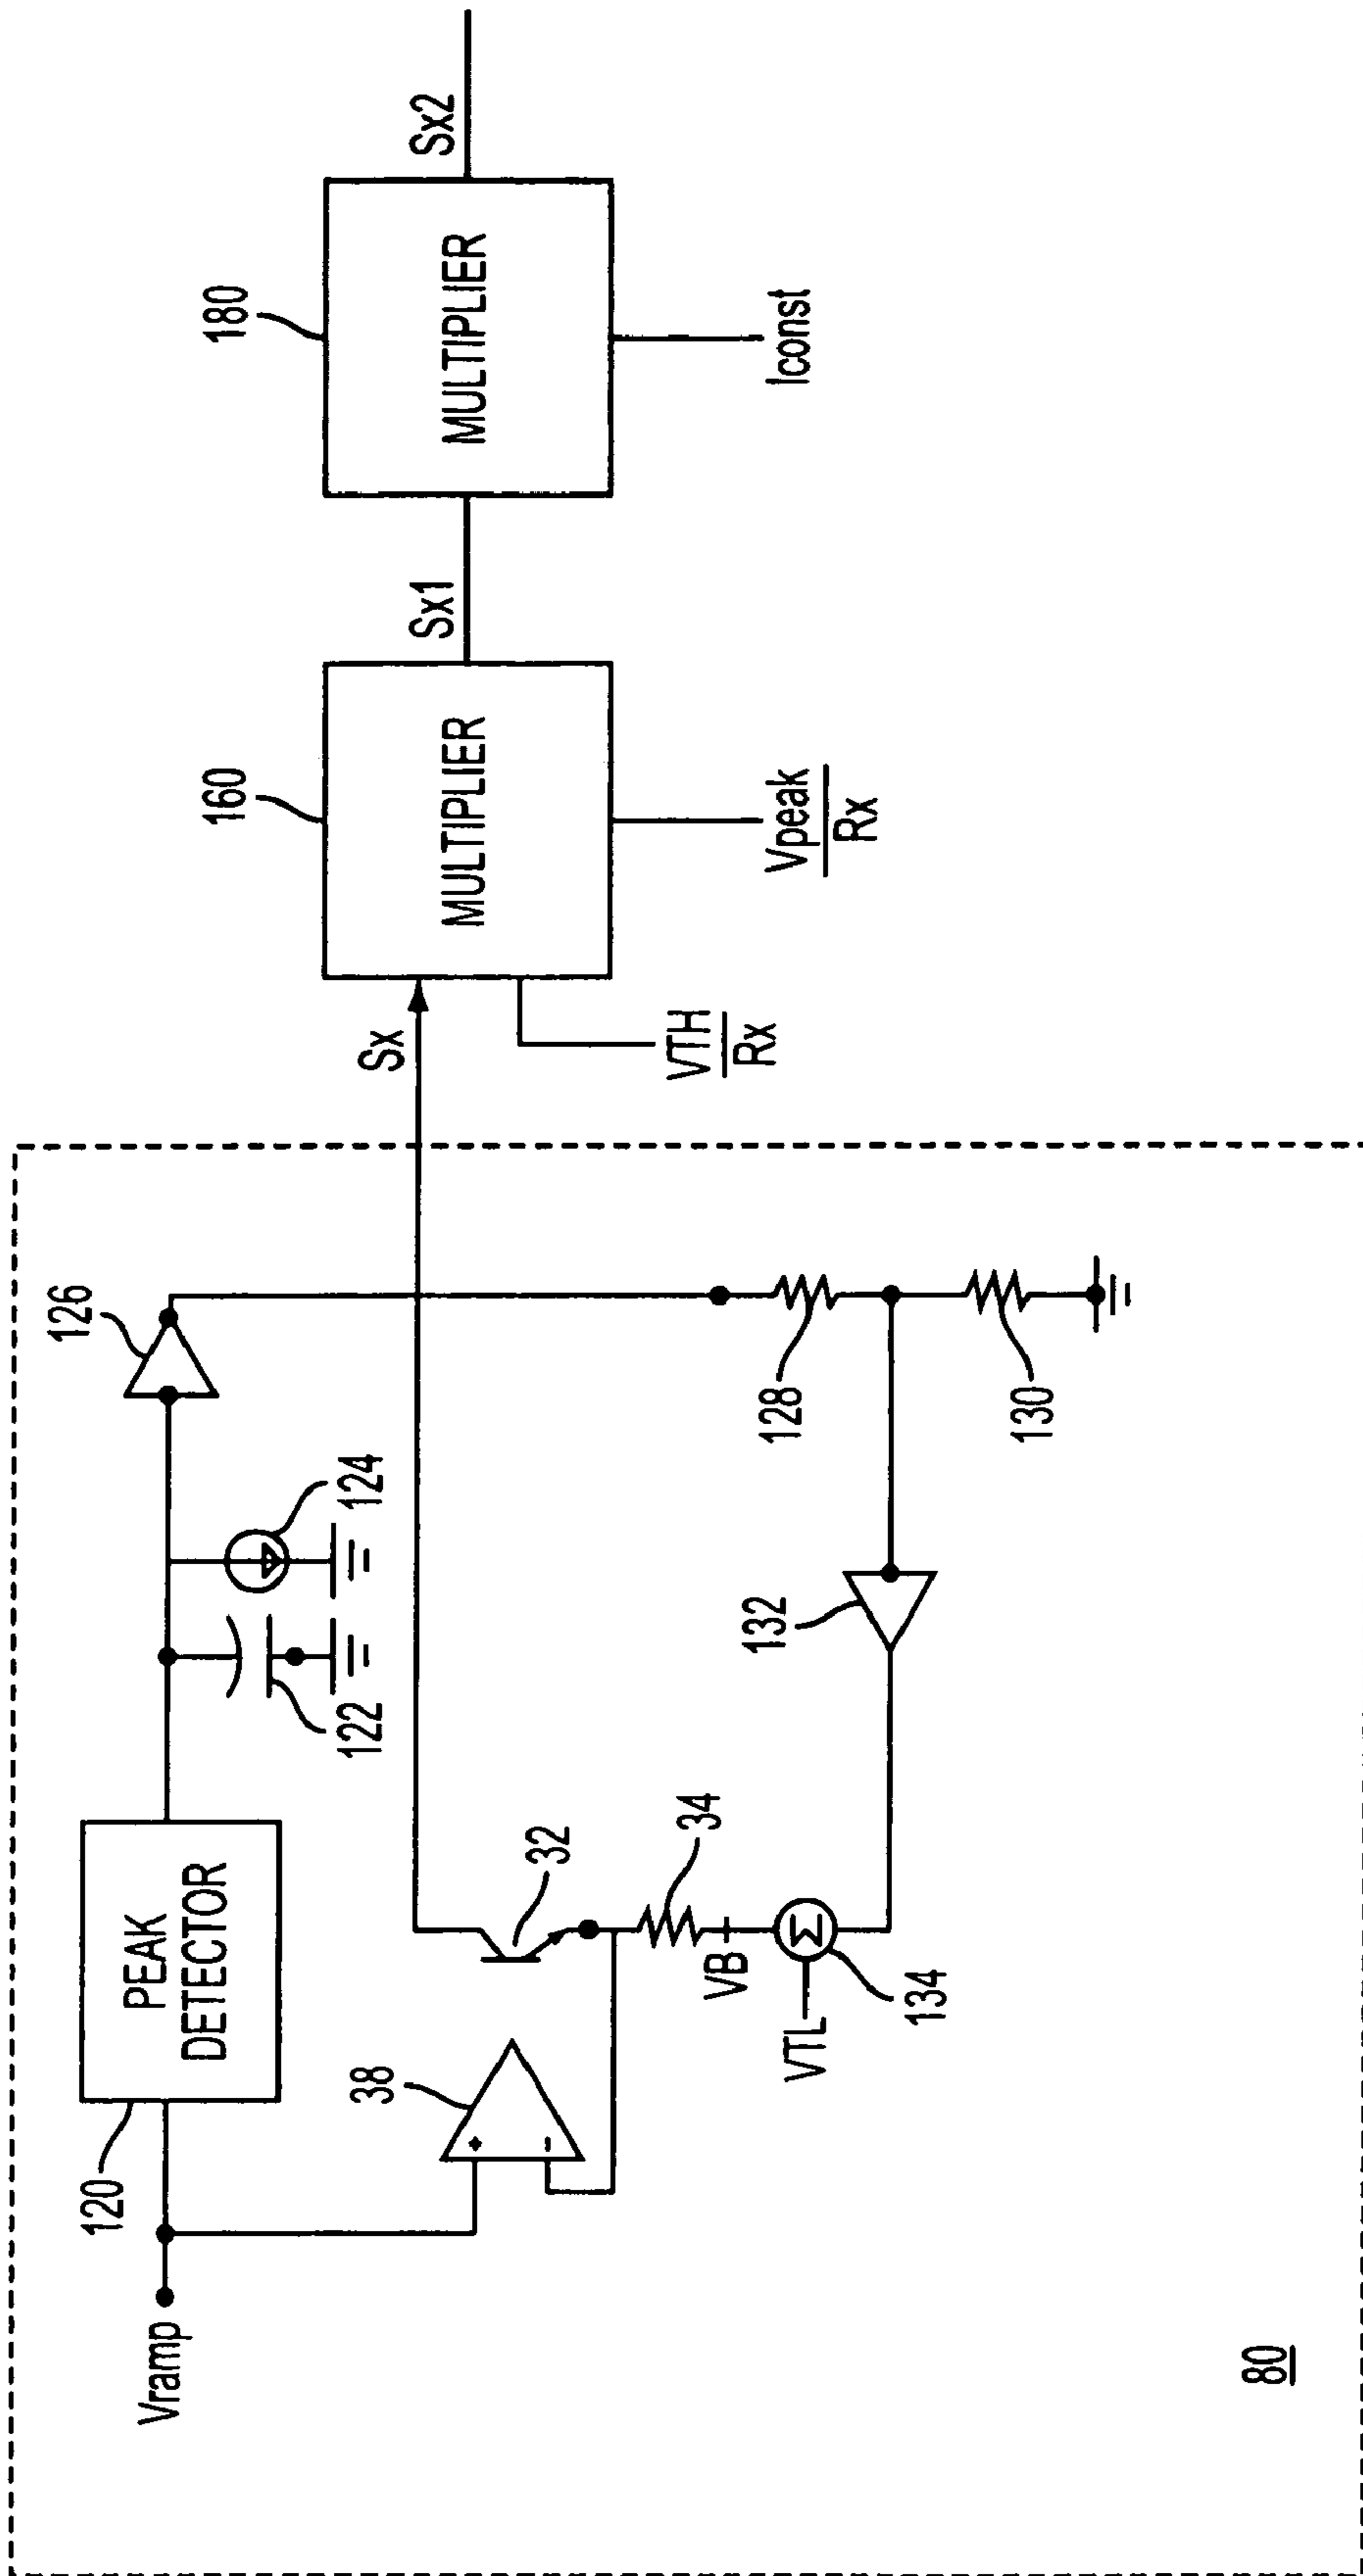 Vramp
120
PEAK
DETECTOR
122
124
126
38
32
34
VB
VTL
Σ
134
132
128
130
80
Sx
VTH
Rx
160
MULTIPLIER
Vpeak
Rx
Sx1
180
MULTIPLIER
Iconst
Sx2
+
-